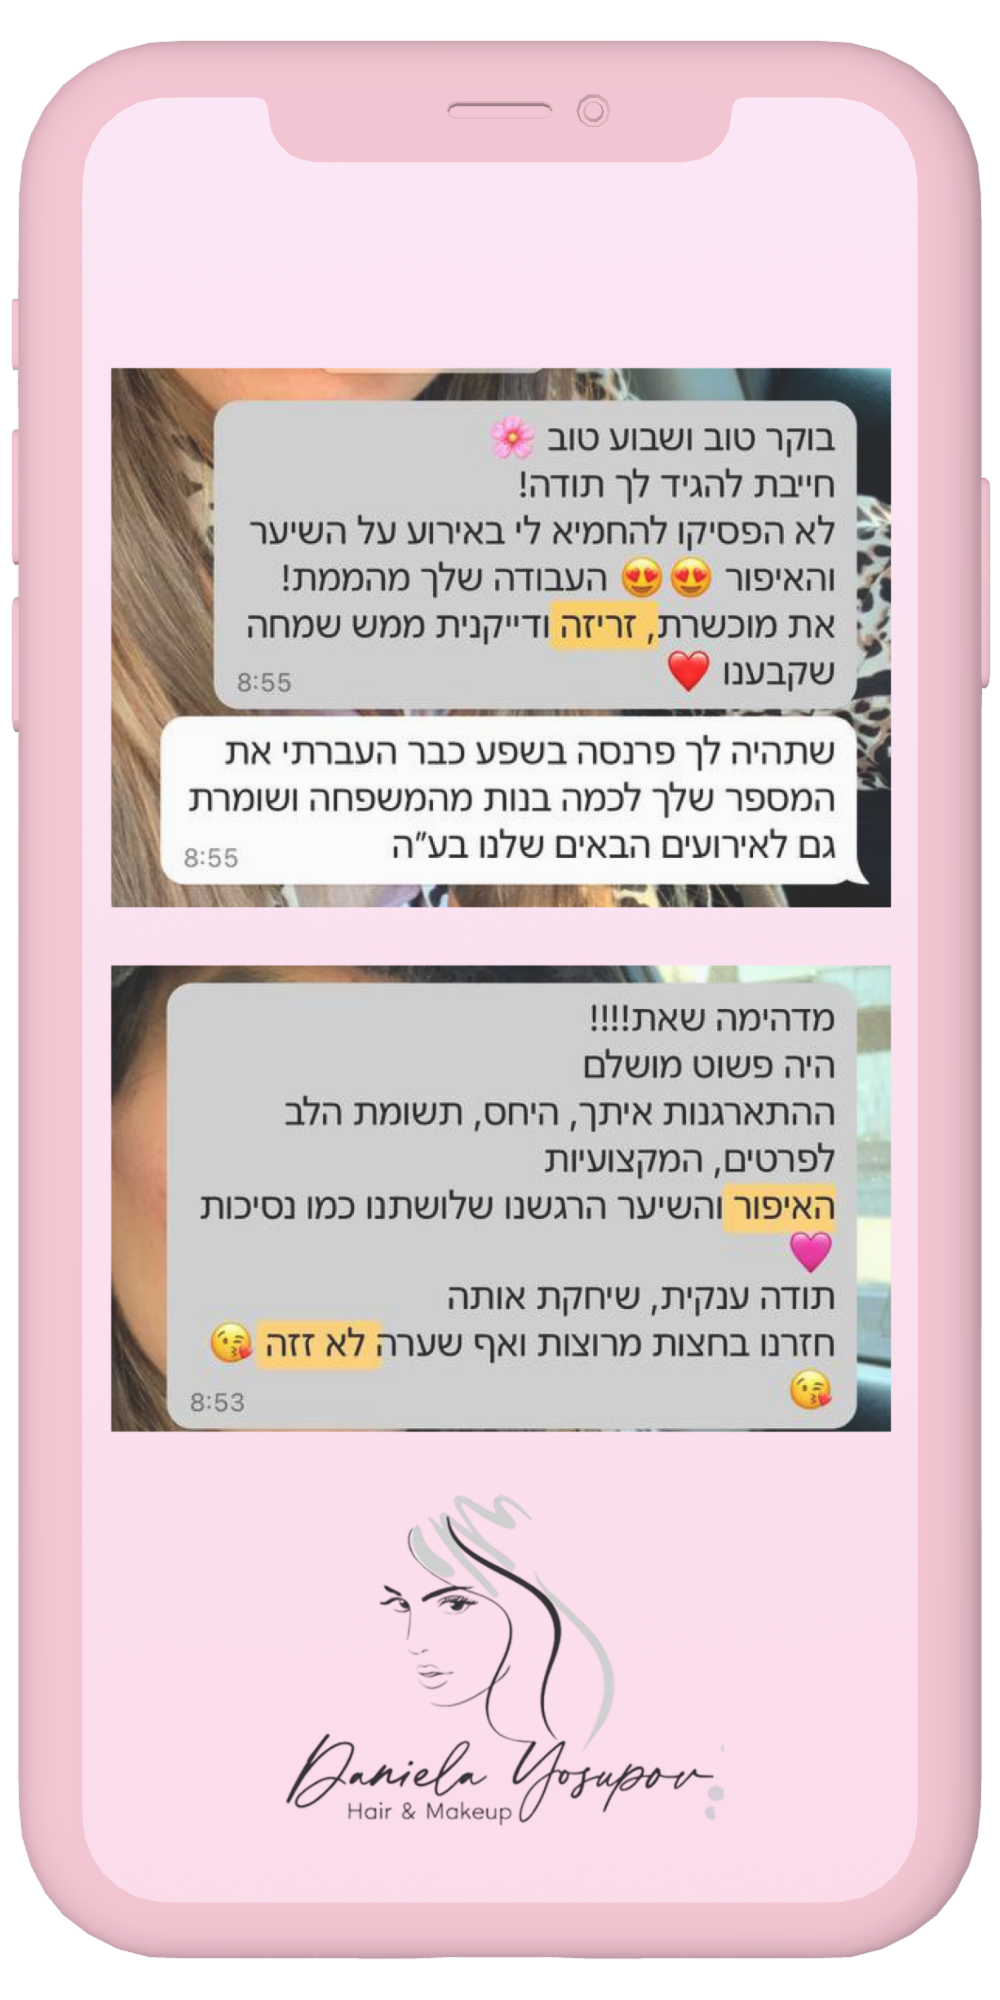 בוקר טוב ושבוע טוב 🌸
חייבת להגיד לך תודה!
לא הפסיקו להחמיא לי באירוע על השיער
והאיפור 😍😍 העבודה שלך מהממת!
את מוכשרת, זריזה ודייקנית ממש שמחה
שקבענו ❤️
8:55
שתהיה לך פרנסה בשפע כבר העברתי את
המספר שלך לכמה בנות מהמשפחה ושומרת
גם לאירועים הבאים שלנו בע״ה
8:55
מדהימה שאת!!!!
היה פשוט מושלם
ההתארגנות איתך, היחס, תשומת הלב
לפרטים, המקצועיות
האיפור והשיער הרגשנו שלושתנו כמו נסיכות
🩷
תודה ענקית, שיחקת אותה
חזרנו בחצות מרוצות ואף שערה לא זזה 😘
😘
8:53
Daniela Yosupov
Hair & Makeup